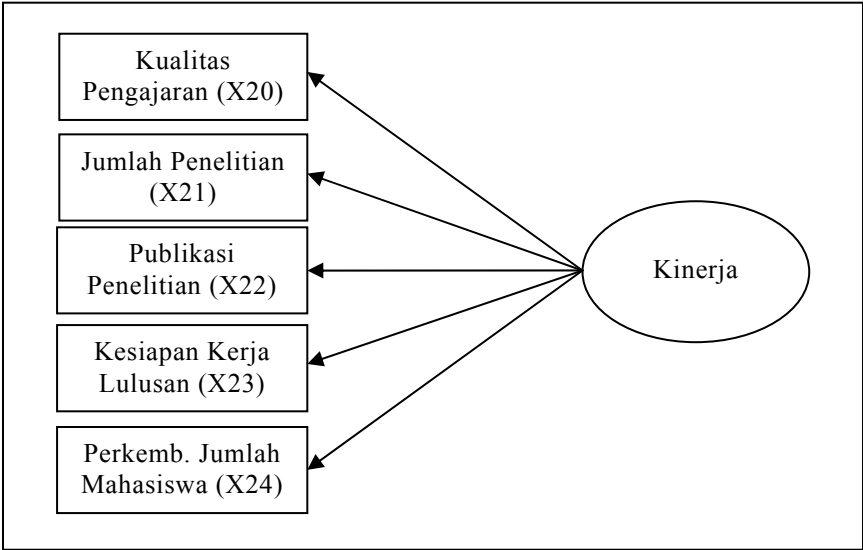 Kualitas
Pengajaran (X20)
Jumlah Penelitian
(X21)
Publikasi
Penelitian (X22)
Kesiapan Kerja
Lulusan (X23)
Perkemb. Jumlah
Mahasiswa (X24)
Kinerja